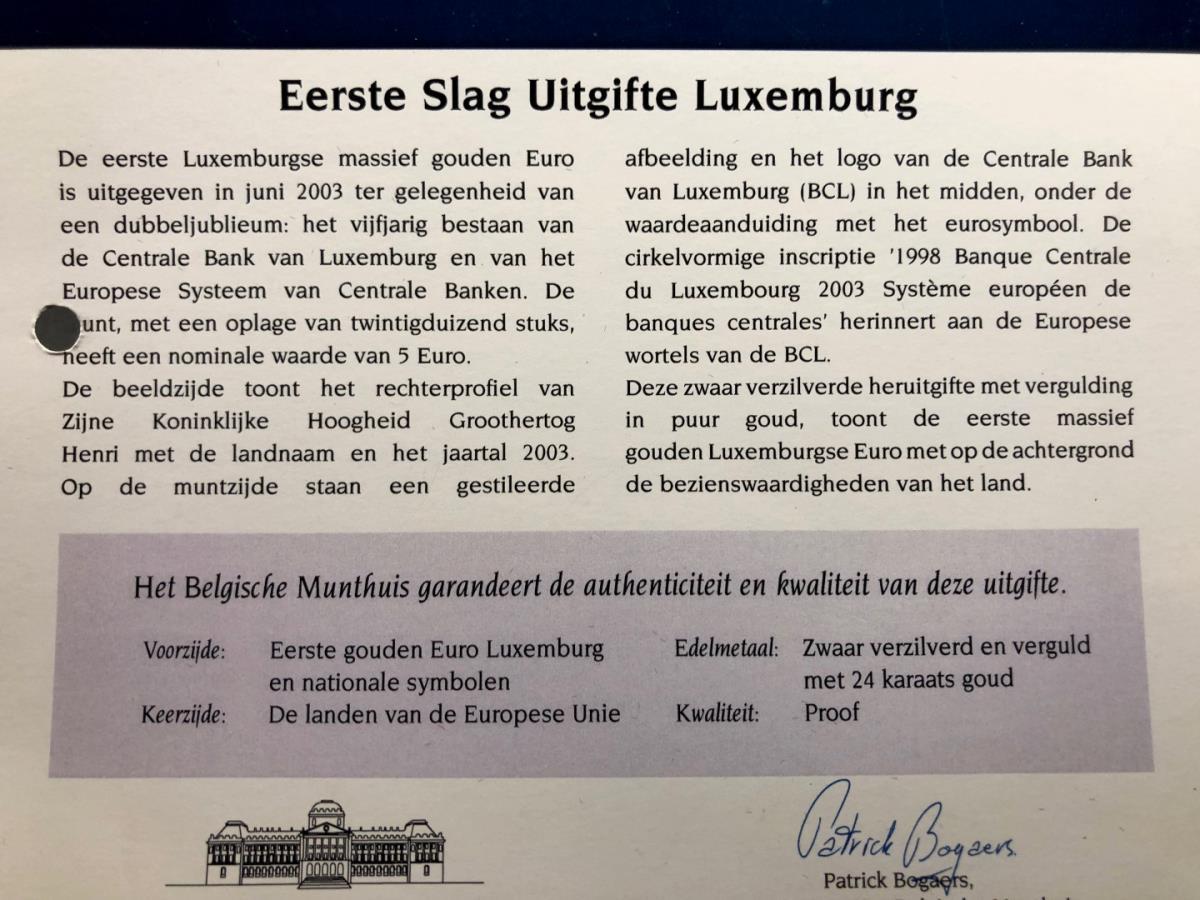 Eerste Slag Uitgifte Luxemburg
De eerste Luxemburgse massief gouden Euro
is uitgegeven in juni 2003 ter gelegenheid van
een dubbeljublieum: het vijfjarig bestaan van
de Centrale Bank van Luxemburg en van het
Europese Systeem van Centrale Banken. De
unt, met een oplage van twintigduizend stuks,
heeft een nominale waarde van 5 Euro.
De beeldzijde toont het rechterprofiel van
Zijne Koninklijke Hoogheid Groothertog
Henri met de landnaam en het jaartal 2003.
Op de muntzijde staan een gestileerde
afbeelding en het logo van de Centrale Bank
van Luxemburg (BCL) in het midden, onder de
waardeaanduiding met het eurosymbool. De
cirkelvormige inscriptie '1998 Banque Centrale
du Luxembourg 2003 Système européen de
banques centrales' herinnert aan de Europese
wortels van de BCL.
Deze zwaar verzilverde heruitgifte met vergulding
in puur goud, toont de eerste massief
gouden Luxemburgse Euro met op de achtergrond
de bezienswaardigheden van het land.
Het Belgische Munthuis garandeert de authenticiteit en kwaliteit van deze uitgifte.
Voorzijde: Eerste gouden Euro Luxemburg
en nationale symbolen
Keerzijde: De landen van de Europese Unie
Edelmetaal: Zwaar verzilverd en verguld
met 24 karaats goud
Kwaliteit: Proof
Patrick Bogaers
Patrick Bogaers,